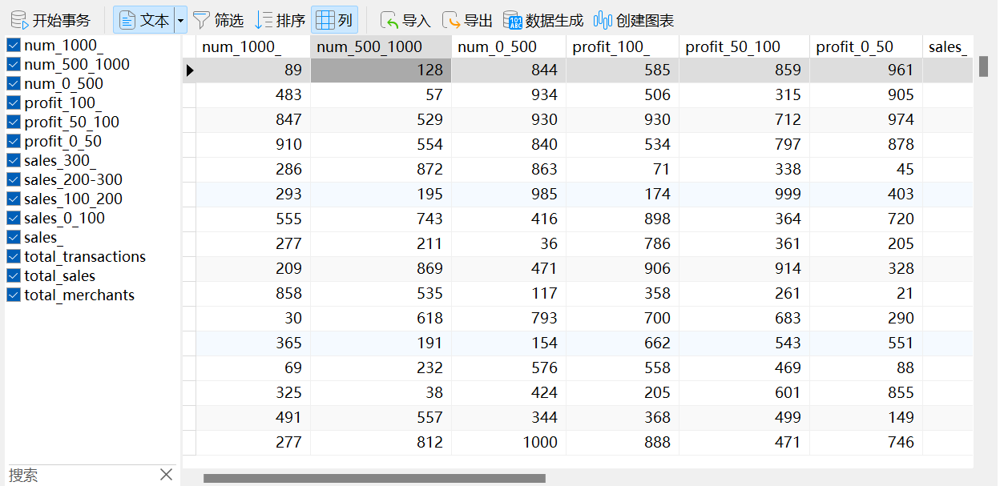 开始事务 文本 筛选 排序 列 导入 导出 数据生成 创建图表
num_1000_
num_500_1000
num_0_500
profit_100_
profit_50_100
profit_0_50
sales_300_
sales_200-300
sales_100_200
sales_0_100
sales_
total_transactions
total_sales
total_merchants
搜索
num_1000_ num_500_1000 num_0_500 profit_100_ profit_50_100 profit_0_50 sales_
89 128 844 585 859 961
483 57 934 506 315 905
847 529 930 930 712 974
910 554 840 534 797 878
286 872 863 71 338 45
293 195 985 174 999 403
555 743 416 898 364 720
277 211 36 786 361 205
209 869 471 906 914 328
858 535 117 358 261 21
30 618 793 700 683 290
365 191 154 662 543 551
69 232 576 558 469 88
325 38 424 205 601 855
491 557 344 368 499 149
277 812 1000 888 471 746